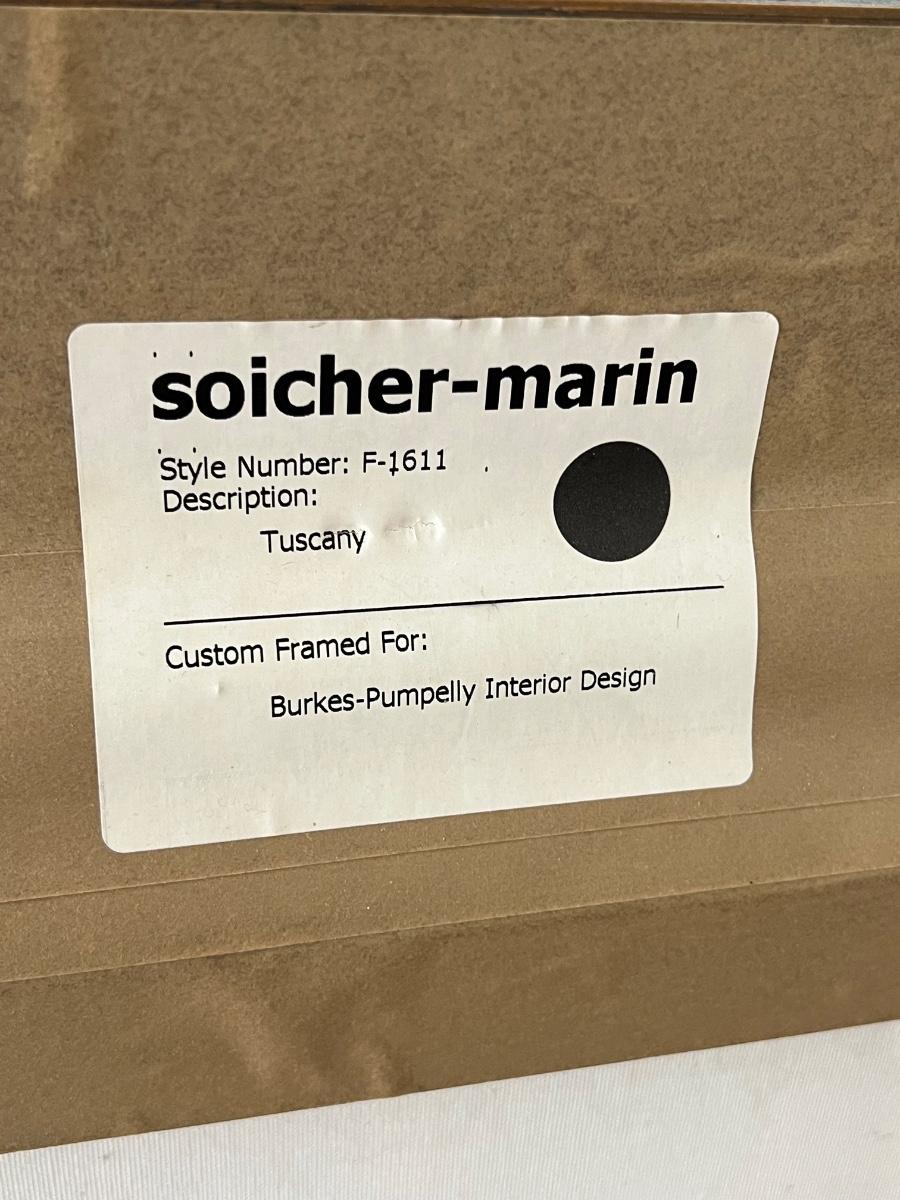 soicher-marin
Style Number: F-1611
Description:
Tuscany
Custom Framed For:
Burkes-Pumpelly Interior Design